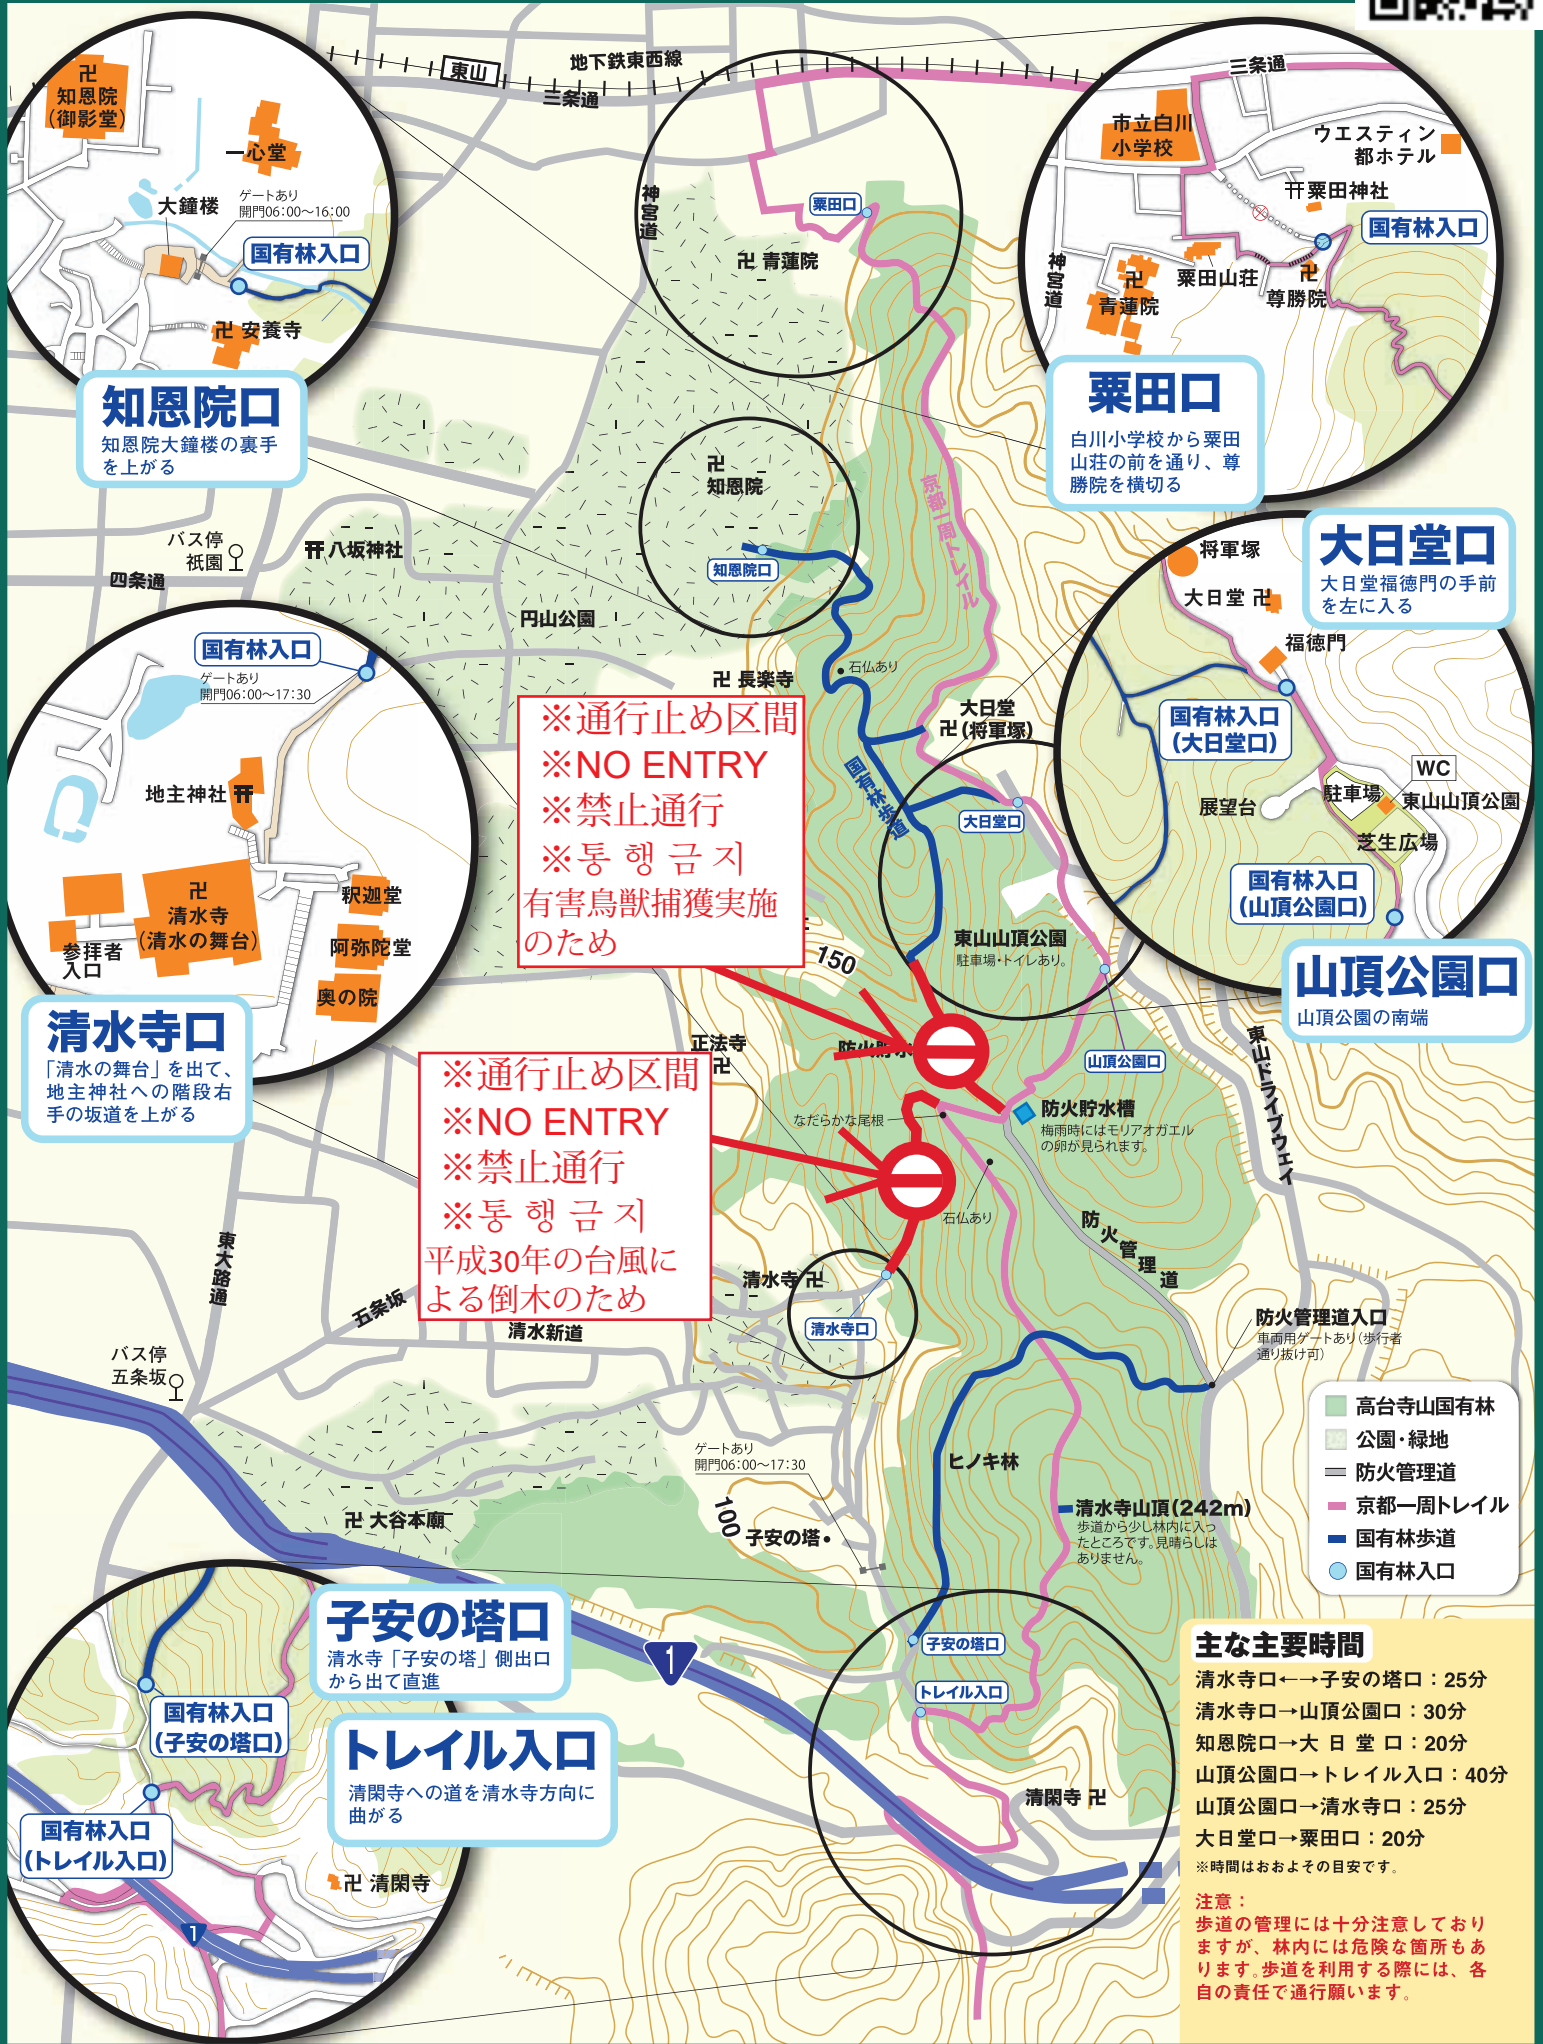 地下鉄東西線
東山
三条通
神宮道
粟田口
卍 青蓮院
卍
知恩院
(御影堂)
一心堂
大鐘楼
ゲートあり
開門06:00〜16:00
国有林入口
卍 安養寺
知恩院口
知恩院大鐘楼の裏手
を上がる
三条通
市立白川
小学校
ウエスティン
都ホテル
粟田神社
国有林入口
神宮道
卍
青蓮院
粟田山荘
卍
尊勝院
粟田口
白川小学校から粟田
山荘の前を通り、尊
勝院を横切る
京都一周トレイル
卍
知恩院
知恩院口
バス停
祇園
八坂神社
四条通
円山公園
卍 長楽寺
石仏あり
大日堂
卍(将軍塚)
国有林歩道
大日堂口
将軍塚
大日堂 卍
福徳門
国有林入口
(大日堂口)
WC
駐車場
東山山頂公園
展望台
芝生広場
国有林入口
(山頂公園口)
大日堂口
大日堂福徳門の手前
を左に入る
山頂公園口
山頂公園の南端
国有林入口
ゲートあり
開門06:00〜17:30
地主神社
卍
清水寺
(清水の舞台)
釈迦堂
阿弥陀堂
奥の院
参拝者
入口
清水寺口
「清水の舞台」を出て、
地主神社への階段右
手の坂道を上がる
※通行止め区間
※NO ENTRY
※禁止通行
※통 행 금 지
有害鳥獣捕獲実施
のため
150
東山山頂公園
駐車場・トイレあり。
正法寺
卍
防火貯水
山頂公園口
東山ドライブウェイ
※通行止め区間
※NO ENTRY
※禁止通行
※통 행 금 지
平成30年の台風に
よる倒木のため
なだらかな尾根
防火貯水槽
梅雨時にはモリアオガエル
の卵が見られます。
石仏あり
防火管理道
東大路通
五条坂
清水新道
清水寺 卍
清水寺口
バス停
五条坂
防火管理道入口
車両用ゲートあり(歩行者
通り抜け可)
高台寺山国有林
公園・緑地
防火管理道
京都一周トレイル
国有林歩道
国有林入口
ゲートあり
開門06:00〜17:30
ヒノキ林
100
子安の塔
卍 大谷本廟
清水寺山頂(242m)
歩道から少し林内に入っ
たところです。見晴らしは
ありません。
1
子安の塔口
トレイル入口
清閑寺 卍
子安の塔口
清水寺「子安の塔」側出口
から出て直進
トレイル入口
清閑寺への道を清水寺方向に
曲がる
国有林入口
(子安の塔口)
国有林入口
(トレイル入口)
卍 清閑寺
1
主な主要時間
清水寺口←→子安の塔口：25分
清水寺口→山頂公園口：30分
知恩院口→大 日 堂 口：20分
山頂公園口→トレイル入口：40分
山頂公園口→清水寺口：25分
大日堂口→粟田口：20分
※時間はおおよその目安です。
注意：
歩道の管理には十分注意しており
ますが、林内には危険な箇所もあ
ります。歩道を利用する際には、各
自の責任で通行願います。